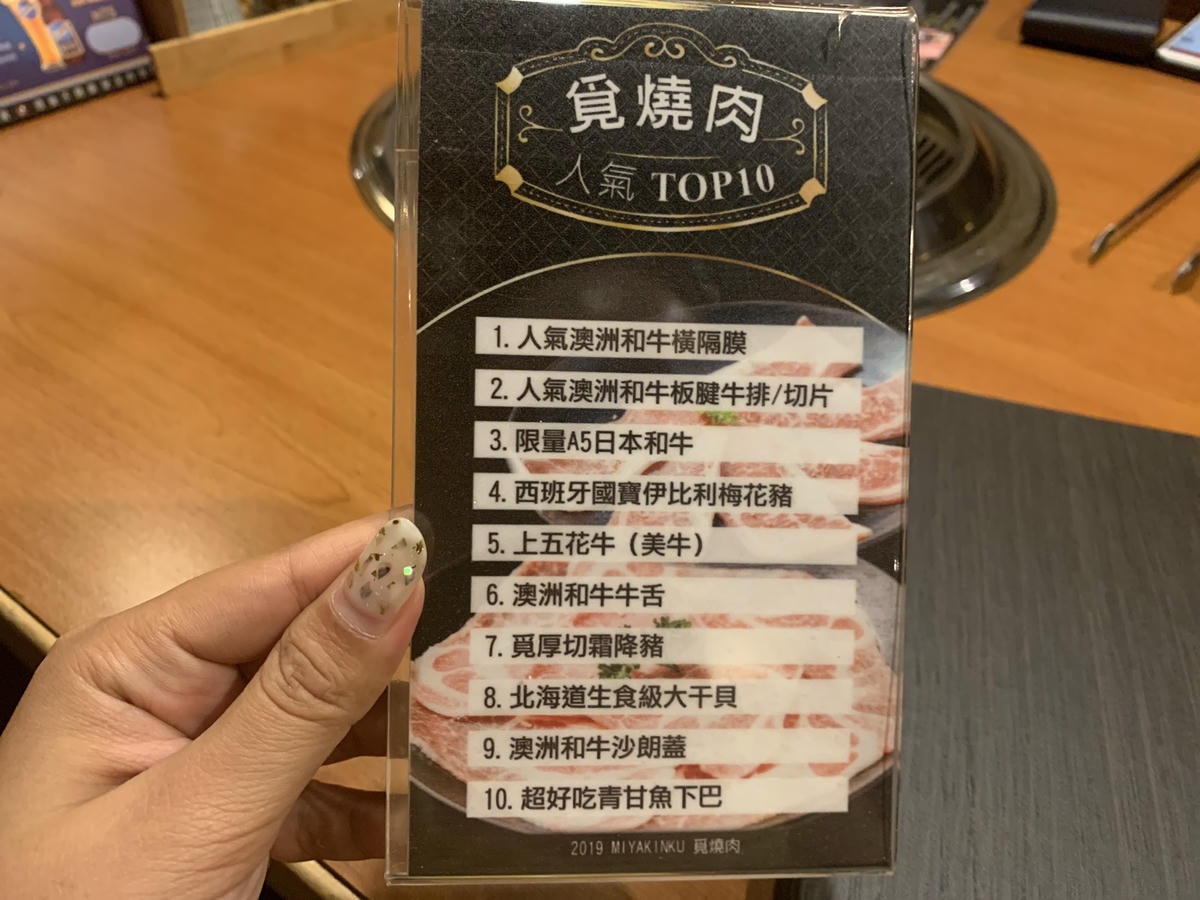 覓燒肉
人氣 TOP10
1. 人氣澳洲和牛橫隔膜
2. 人氣澳洲和牛板腱牛排/切片
3. 限量A5日本和牛
4. 西班牙國寶伊比利梅花豬
5. 上五花牛（美牛）
6. 澳洲和牛牛舌
7. 覓厚切霜降豬
8. 北海道生食級大干貝
9. 澳洲和牛沙朗蓋
10. 超好吃青甘魚下巴
2019 MIYAKINKU 覓燒肉